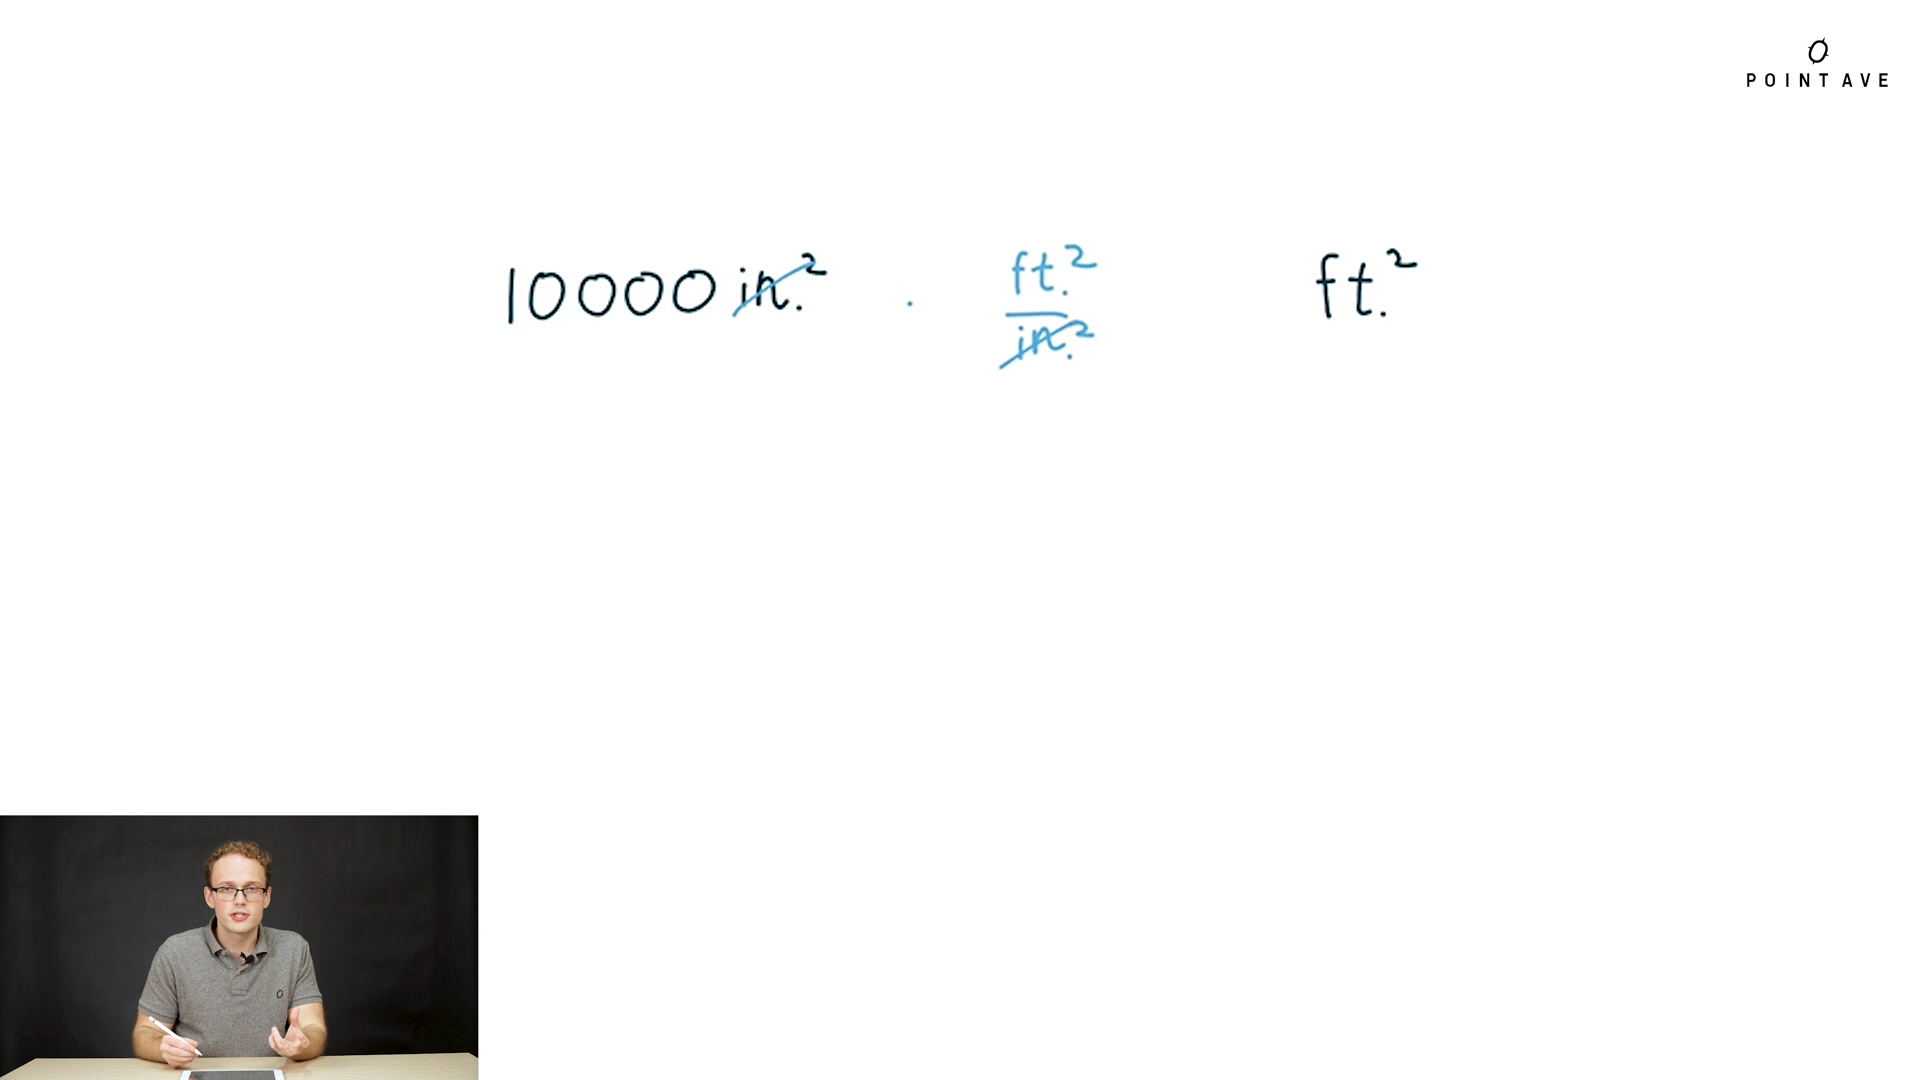 POINT AVE
10000 in.² · ft.² ft.²
in.²